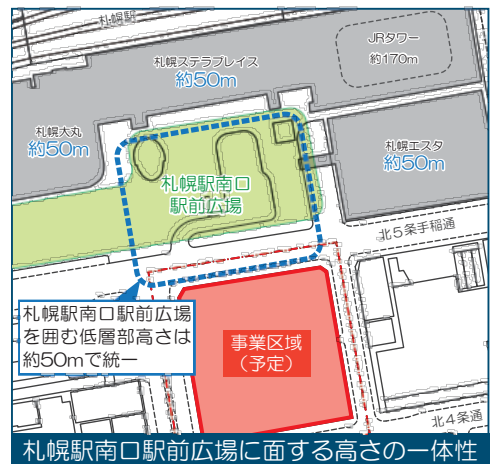 札幌駅
JRタワー
約170m
札幌ステラプレイス
約50m
札幌大丸
約50m
札幌エスタ
約50m
札幌駅南口
駅前広場
北5条手稲通
札幌駅南口駅前広場
を囲む低層部高さは
約50mで統一
事業区域
（予定）
北4条通
札幌駅南口駅前広場に面する高さの一体性